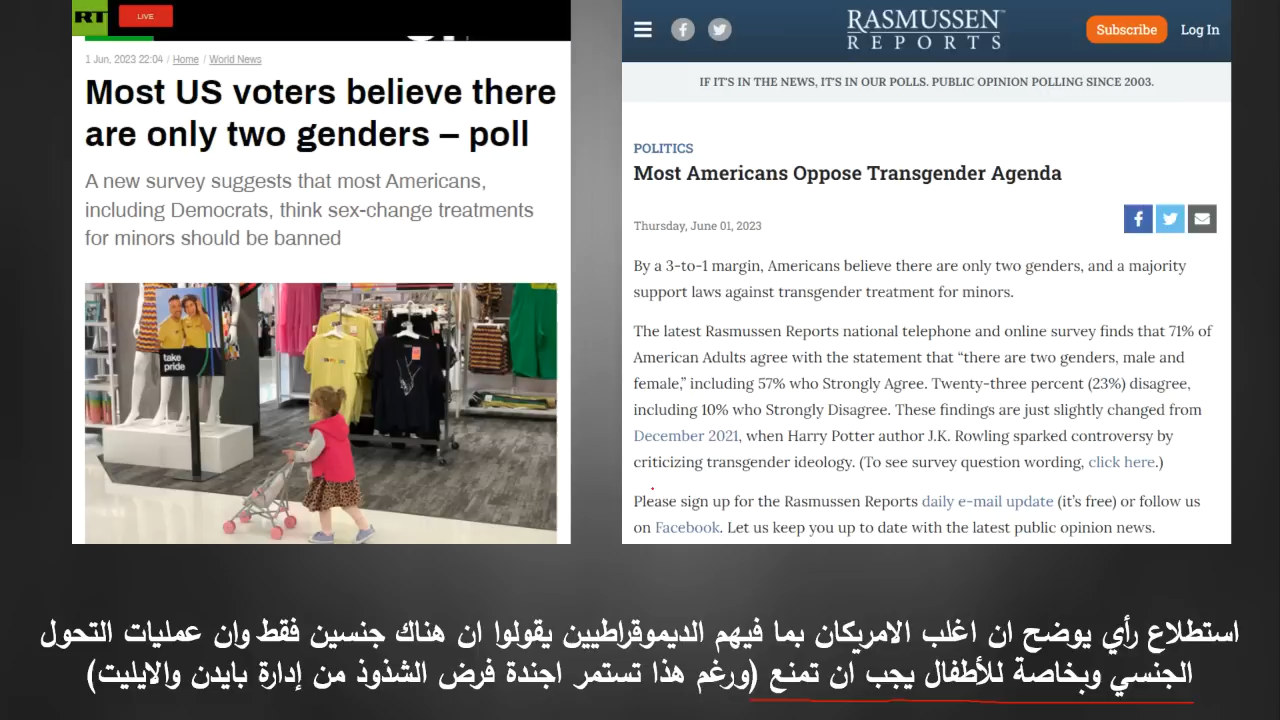 RT
LIVE
1 Jun, 2023 22:04 / Home / World News
Most US voters believe there
are only two genders – poll
A new survey suggests that most Americans,
including Democrats, think sex-change treatments
for minors should be banned
take
pride
RASMUSSEN™
REPORTS
Subscribe
Log In
IF IT'S IN THE NEWS, IT'S IN OUR POLLS. PUBLIC OPINION POLLING SINCE 2003.
POLITICS
Most Americans Oppose Transgender Agenda
Thursday, June 01, 2023
By a 3-to-1 margin, Americans believe there are only two genders, and a majority
support laws against transgender treatment for minors.
The latest Rasmussen Reports national telephone and online survey finds that 71% of
American Adults agree with the statement that “there are two genders, male and
female,” including 57% who Strongly Agree. Twenty-three percent (23%) disagree,
including 10% who Strongly Disagree. These findings are just slightly changed from
December 2021, when Harry Potter author J.K. Rowling sparked controversy by
criticizing transgender ideology. (To see survey question wording, click here.)
Please sign up for the Rasmussen Reports daily e-mail update (it’s free) or follow us
on Facebook. Let us keep you up to date with the latest public opinion news.
استطلاع رأي يوضح ان اغلب الامريكان بما فيهم الديموقراطيين يقولوا ان هناك جنسين فقط وان عمليات التحول
الجنسي وبخاصة للأطفال يجب ان تمنع (ورغم هذا تستمر اجندة فرض الشذوذ من إدارة بايدن والايليت)